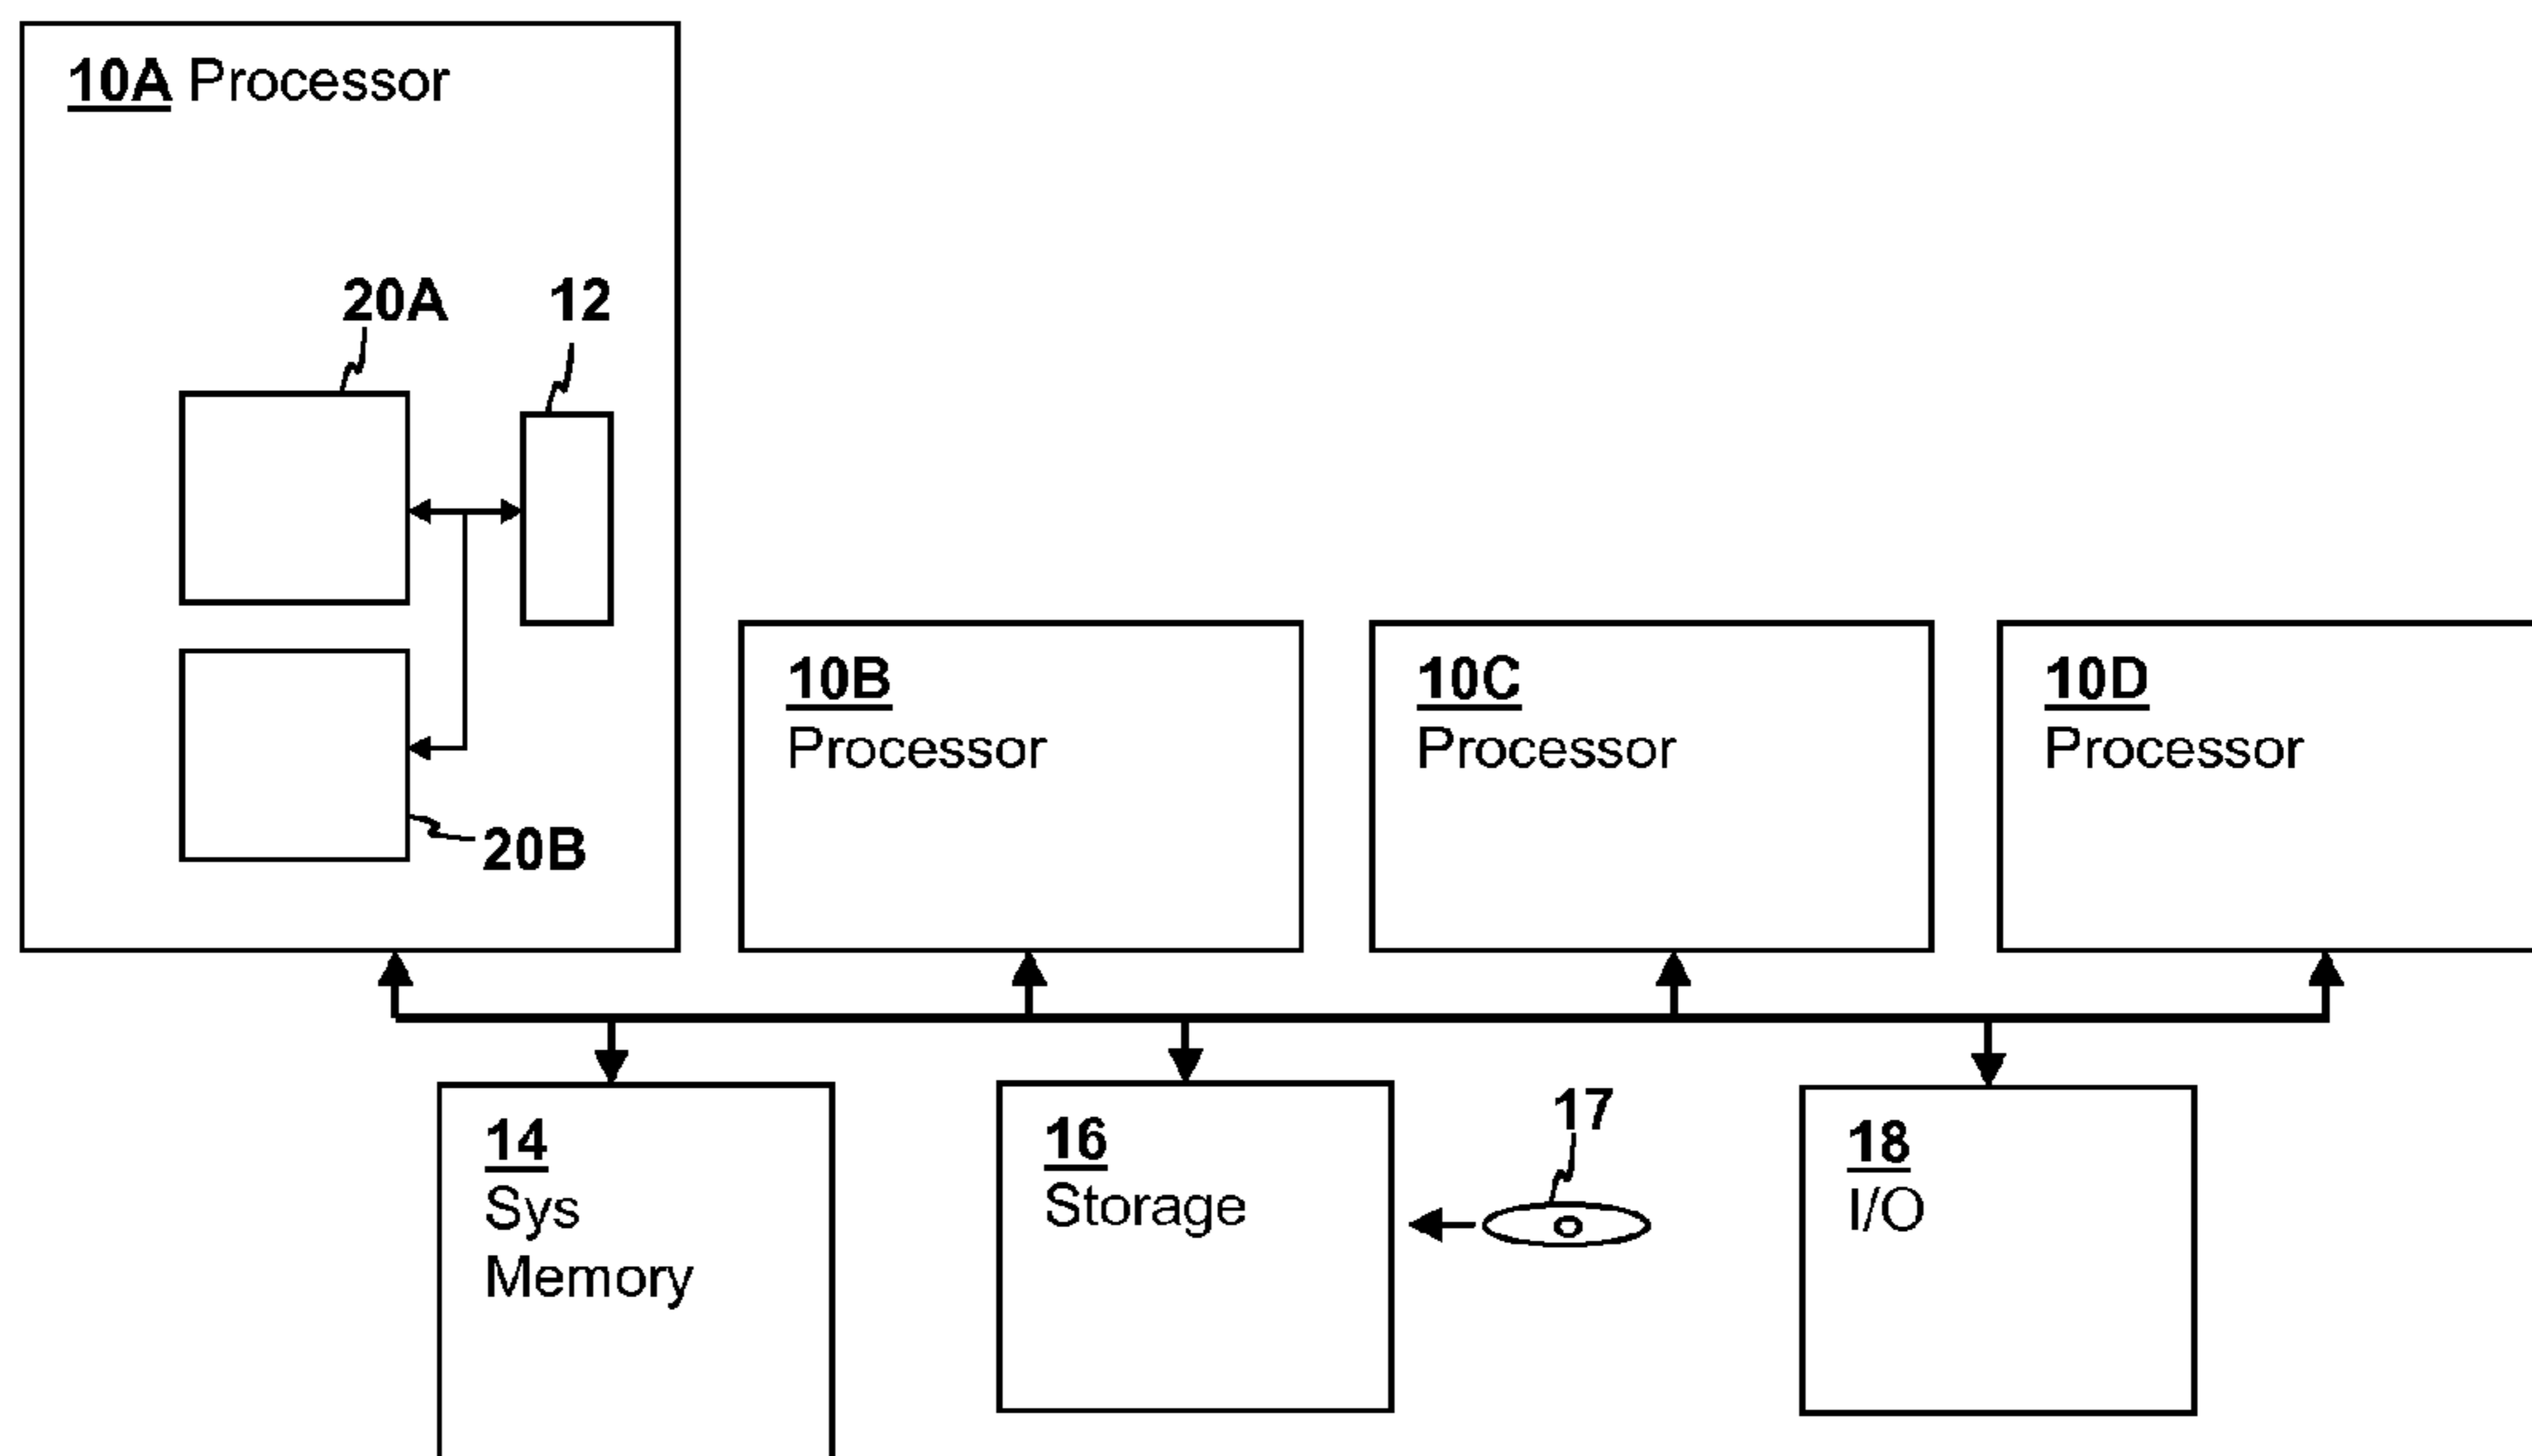 10A Processor
20A
12
20B
10B
Processor
10C
Processor
10D
Processor
14
Sys
Memory
16
Storage
17
18
I/O